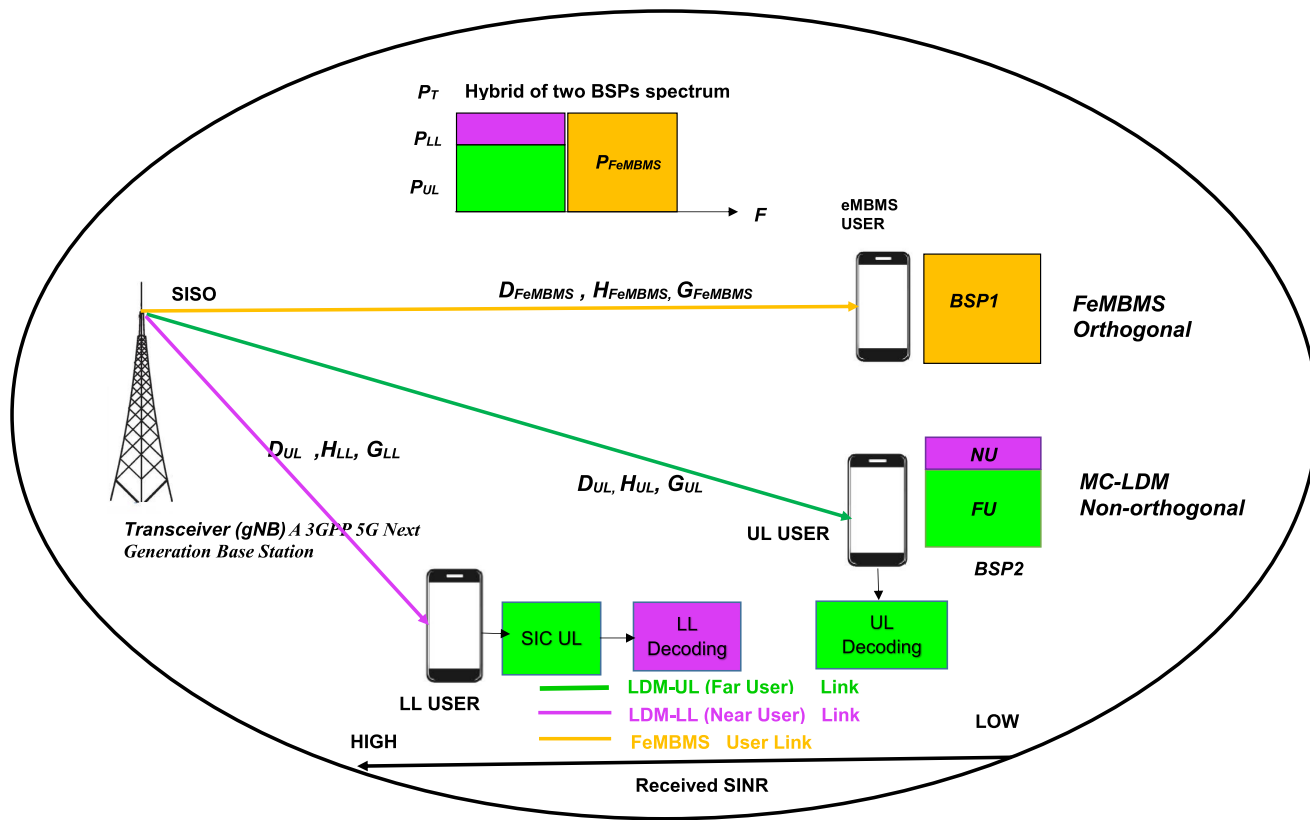 P_T Hybrid of two BSPs spectrum
P_LL
P_FeMBMS
P_UL
F
eMBMS
USER
SISO
D_FeMBMS , H_FeMBMS, G_FeMBMS
BSP1
FeMBMS
Orthogonal
D_UL ,H_LL, G_LL
D_UL, H_UL, G_UL
NU
FU
MC-LDM
Non-orthogonal
Transceiver (gNB) A 3GPP 5G Next
Generation Base Station
UL USER
BSP2
SIC UL
LL
Decoding
UL
Decoding
LL USER
LDM-UL (Far User) Link
LDM-LL (Near User) Link
FeMBMS User Link
HIGH
LOW
Received SINR